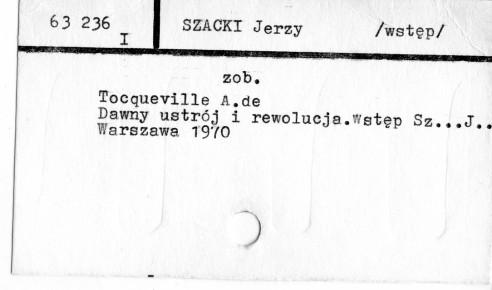 63 236 SZACKI Jerzy /wstęp/
I
zob.
Tocqueville A.de
Dawny ustrój i rewolucja.Wstęp Sz...J..
Warszawa 1970